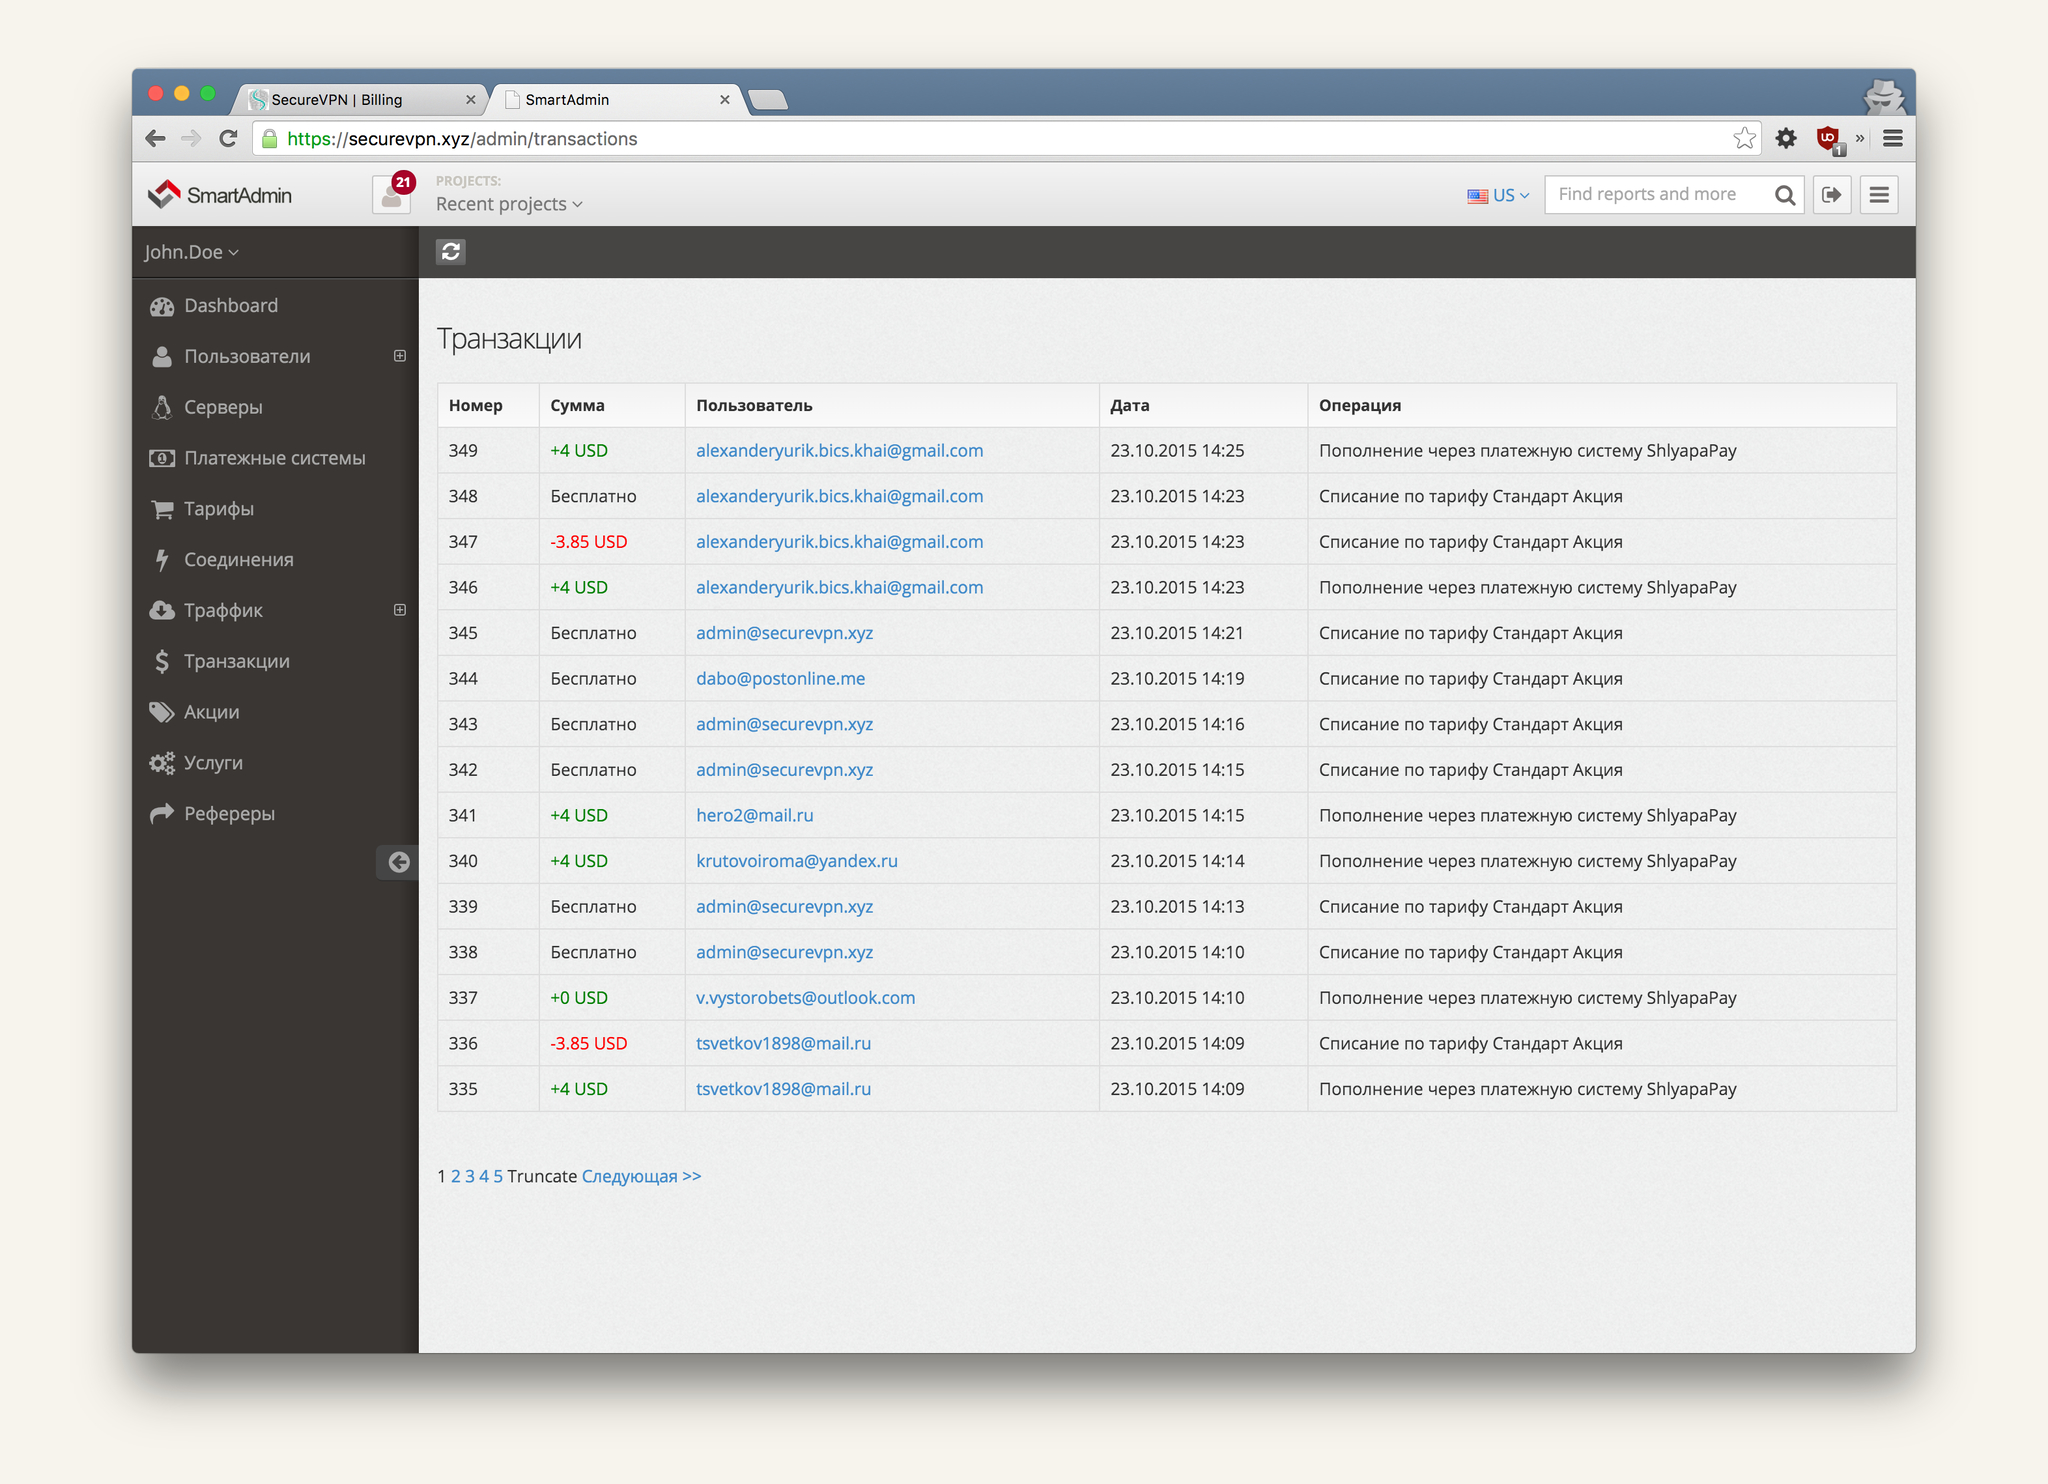 SecureVPN | Billing
SmartAdmin
https://securevpn.xyz/admin/transactions
1
SmartAdmin
21
PROJECTS:
Recent projects
US
Find reports and more
John.Doe
Dashboard
Пользователи
Серверы
Платежные системы
Тарифы
Соединения
Траффик
Транзакции
Акции
Услуги
Рефереры
Транзакции
Номер Сумма Пользователь Дата Операция
349 +4 USD alexanderyurik.bics.khai@gmail.com 23.10.2015 14:25 Пополнение через платежную систему ShlyapaPay
348 Бесплатно alexanderyurik.bics.khai@gmail.com 23.10.2015 14:23 Списание по тарифу Стандарт Акция
347 -3.85 USD alexanderyurik.bics.khai@gmail.com 23.10.2015 14:23 Списание по тарифу Стандарт Акция
346 +4 USD alexanderyurik.bics.khai@gmail.com 23.10.2015 14:23 Пополнение через платежную систему ShlyapaPay
345 Бесплатно admin@securevpn.xyz 23.10.2015 14:21 Списание по тарифу Стандарт Акция
344 Бесплатно dabo@postonline.me 23.10.2015 14:19 Списание по тарифу Стандарт Акция
343 Бесплатно admin@securevpn.xyz 23.10.2015 14:16 Списание по тарифу Стандарт Акция
342 Бесплатно admin@securevpn.xyz 23.10.2015 14:15 Списание по тарифу Стандарт Акция
341 +4 USD hero2@mail.ru 23.10.2015 14:15 Пополнение через платежную систему ShlyapaPay
340 +4 USD krutovoiroma@yandex.ru 23.10.2015 14:14 Пополнение через платежную систему ShlyapaPay
339 Бесплатно admin@securevpn.xyz 23.10.2015 14:13 Списание по тарифу Стандарт Акция
338 Бесплатно admin@securevpn.xyz 23.10.2015 14:10 Списание по тарифу Стандарт Акция
337 +0 USD v.vystorobets@outlook.com 23.10.2015 14:10 Пополнение через платежную систему ShlyapaPay
336 -3.85 USD tsvetkov1898@mail.ru 23.10.2015 14:09 Списание по тарифу Стандарт Акция
335 +4 USD tsvetkov1898@mail.ru 23.10.2015 14:09 Пополнение через платежную систему ShlyapaPay
1 2 3 4 5 Truncate Следующая >>